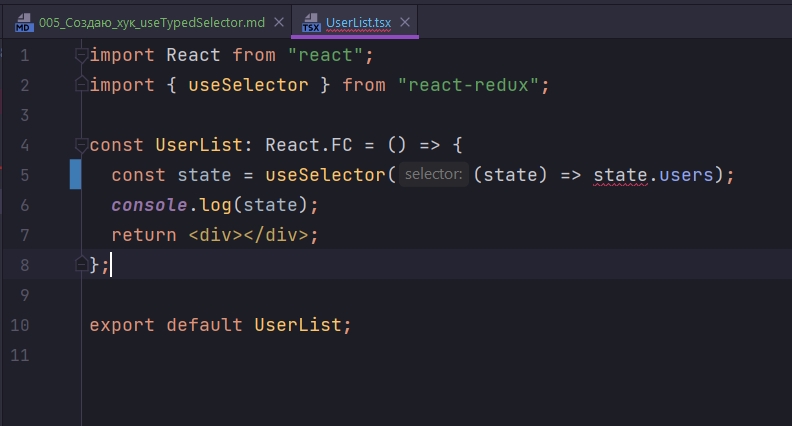 MD 005_Создаю_хук_useTypedSelector.md × TSX UserList.tsx ×
1 import React from "react";
2 import { useSelector } from "react-redux";
3
4 const UserList: React.FC = () => {
5   const state = useSelector( selector: (state) => state.users);
6   console.log(state);
7   return <div></div>;
8 };
9
10 export default UserList;
11